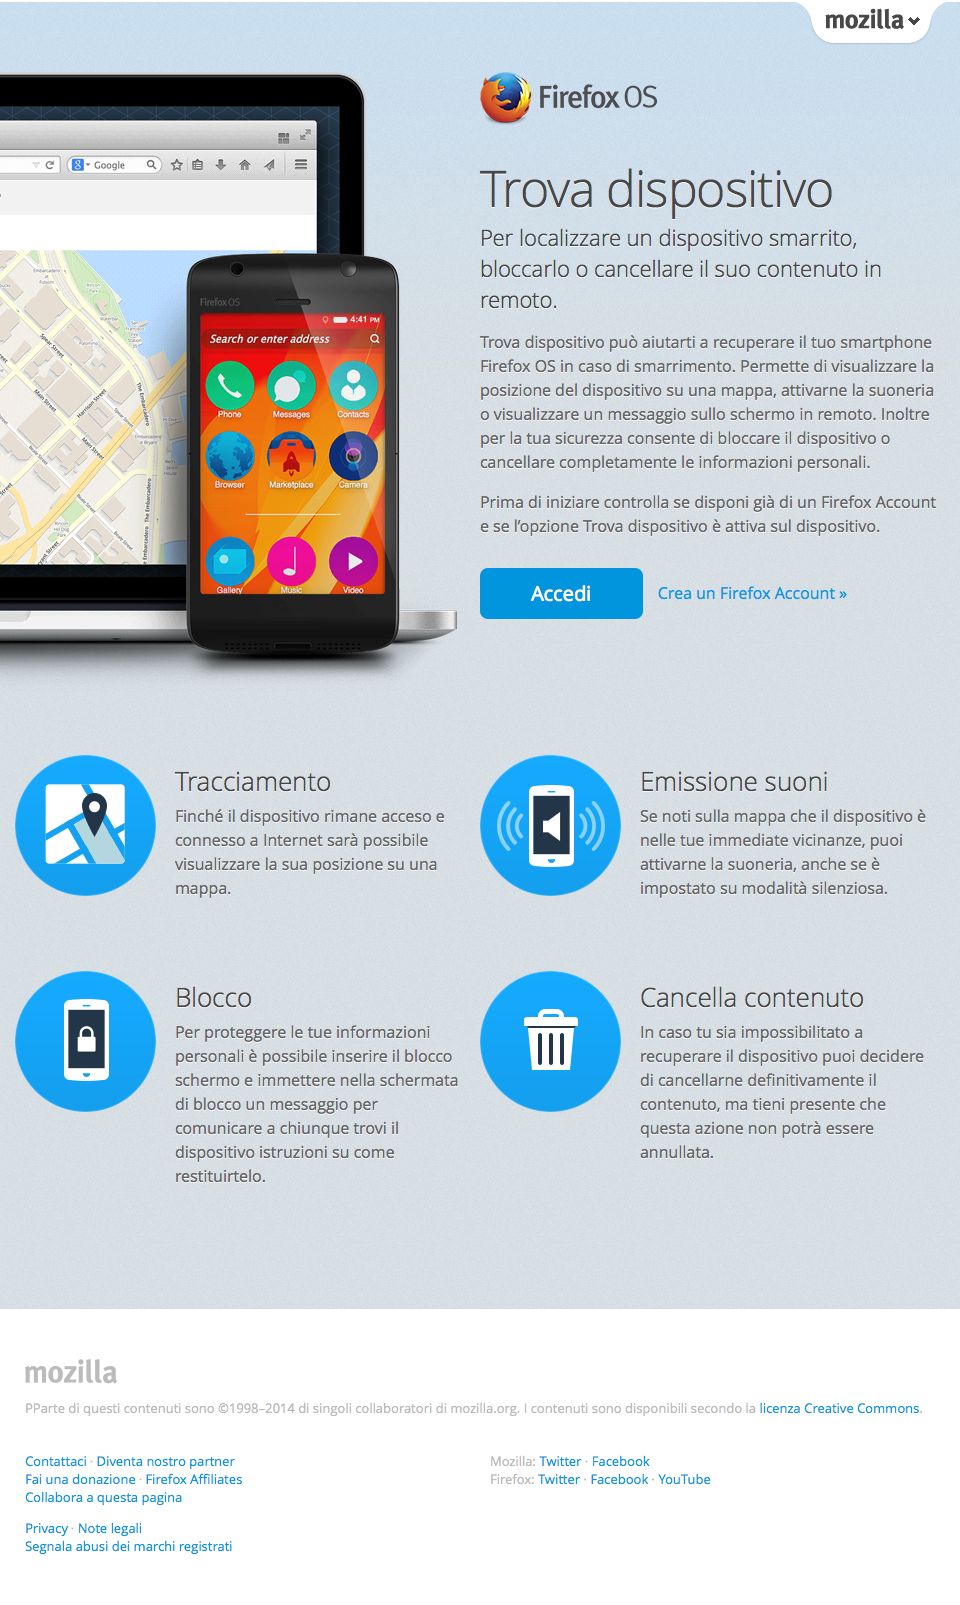 mozilla
Firefox OS
Trova dispositivo
Per localizzare un dispositivo smarrito,
bloccarlo o cancellare il suo contenuto in
remoto.
Trova dispositivo può aiutarti a recuperare il tuo smartphone
Firefox OS in caso di smarrimento. Permette di visualizzare la
posizione del dispositivo su una mappa, attivarne la suoneria
o visualizzare un messaggio sullo schermo in remoto. Inoltre
per la tua sicurezza consente di bloccare il dispositivo o
cancellare completamente le informazioni personali.
Prima di iniziare controlla se disponi già di un Firefox Account
e se l’opzione Trova dispositivo è attiva sul dispositivo.
Accedi
Crea un Firefox Account »
Google
Spear Street
Main Street
Harrison Street
The Embarcadero
Main Street
Beale Street
Firefox OS
4:41 PM
Search or enter address
Phone Messages Contacts
Browser Marketplace Camera
Gallery Music Video
Tracciamento
Finché il dispositivo rimane acceso e
connesso a Internet sarà possibile
visualizzare la sua posizione su una
mappa.
Emissione suoni
Se noti sulla mappa che il dispositivo è
nelle tue immediate vicinanze, puoi
attivarne la suoneria, anche se è
impostato su modalità silenziosa.
Blocco
Per proteggere le tue informazioni
personali è possibile inserire il blocco
schermo e immettere nella schermata
di blocco un messaggio per
comunicare a chiunque trovi il
dispositivo istruzioni su come
restituirtelo.
Cancella contenuto
In caso tu sia impossibilitato a
recuperare il dispositivo puoi decidere
di cancellarne definitivamente il
contenuto, ma tieni presente che
questa azione non potrà essere
annullata.
mozilla
PParte di questi contenuti sono ©1998–2014 di singoli collaboratori di mozilla.org. I contenuti sono disponibili secondo la licenza Creative Commons.
Contattaci · Diventa nostro partner
Fai una donazione · Firefox Affiliates
Collabora a questa pagina
Privacy · Note legali
Segnala abusi dei marchi registrati
Mozilla: Twitter · Facebook
Firefox: Twitter · Facebook · YouTube